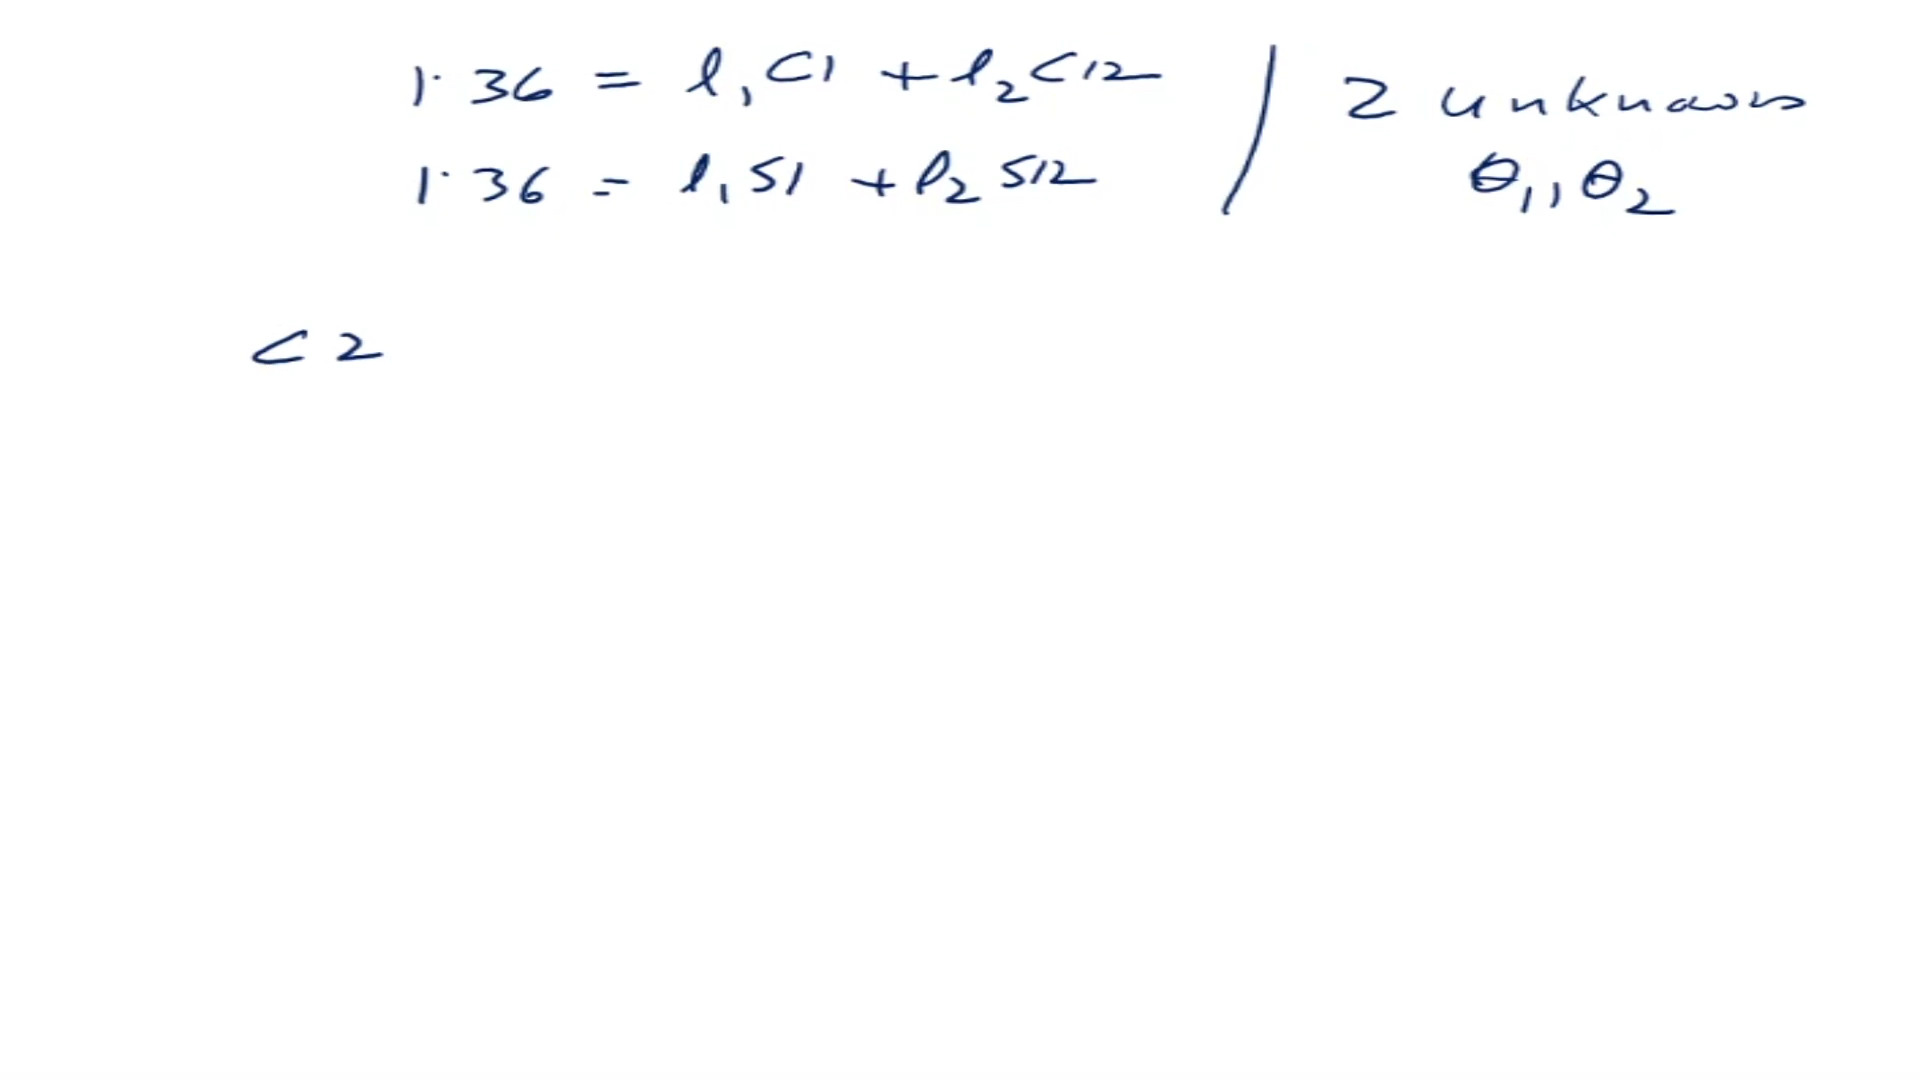 1.36 = l₁C1 + l₂C12 / 2 unknowns
1.36 = l₁S1 + l₂S12 θ₁, θ₂
C2